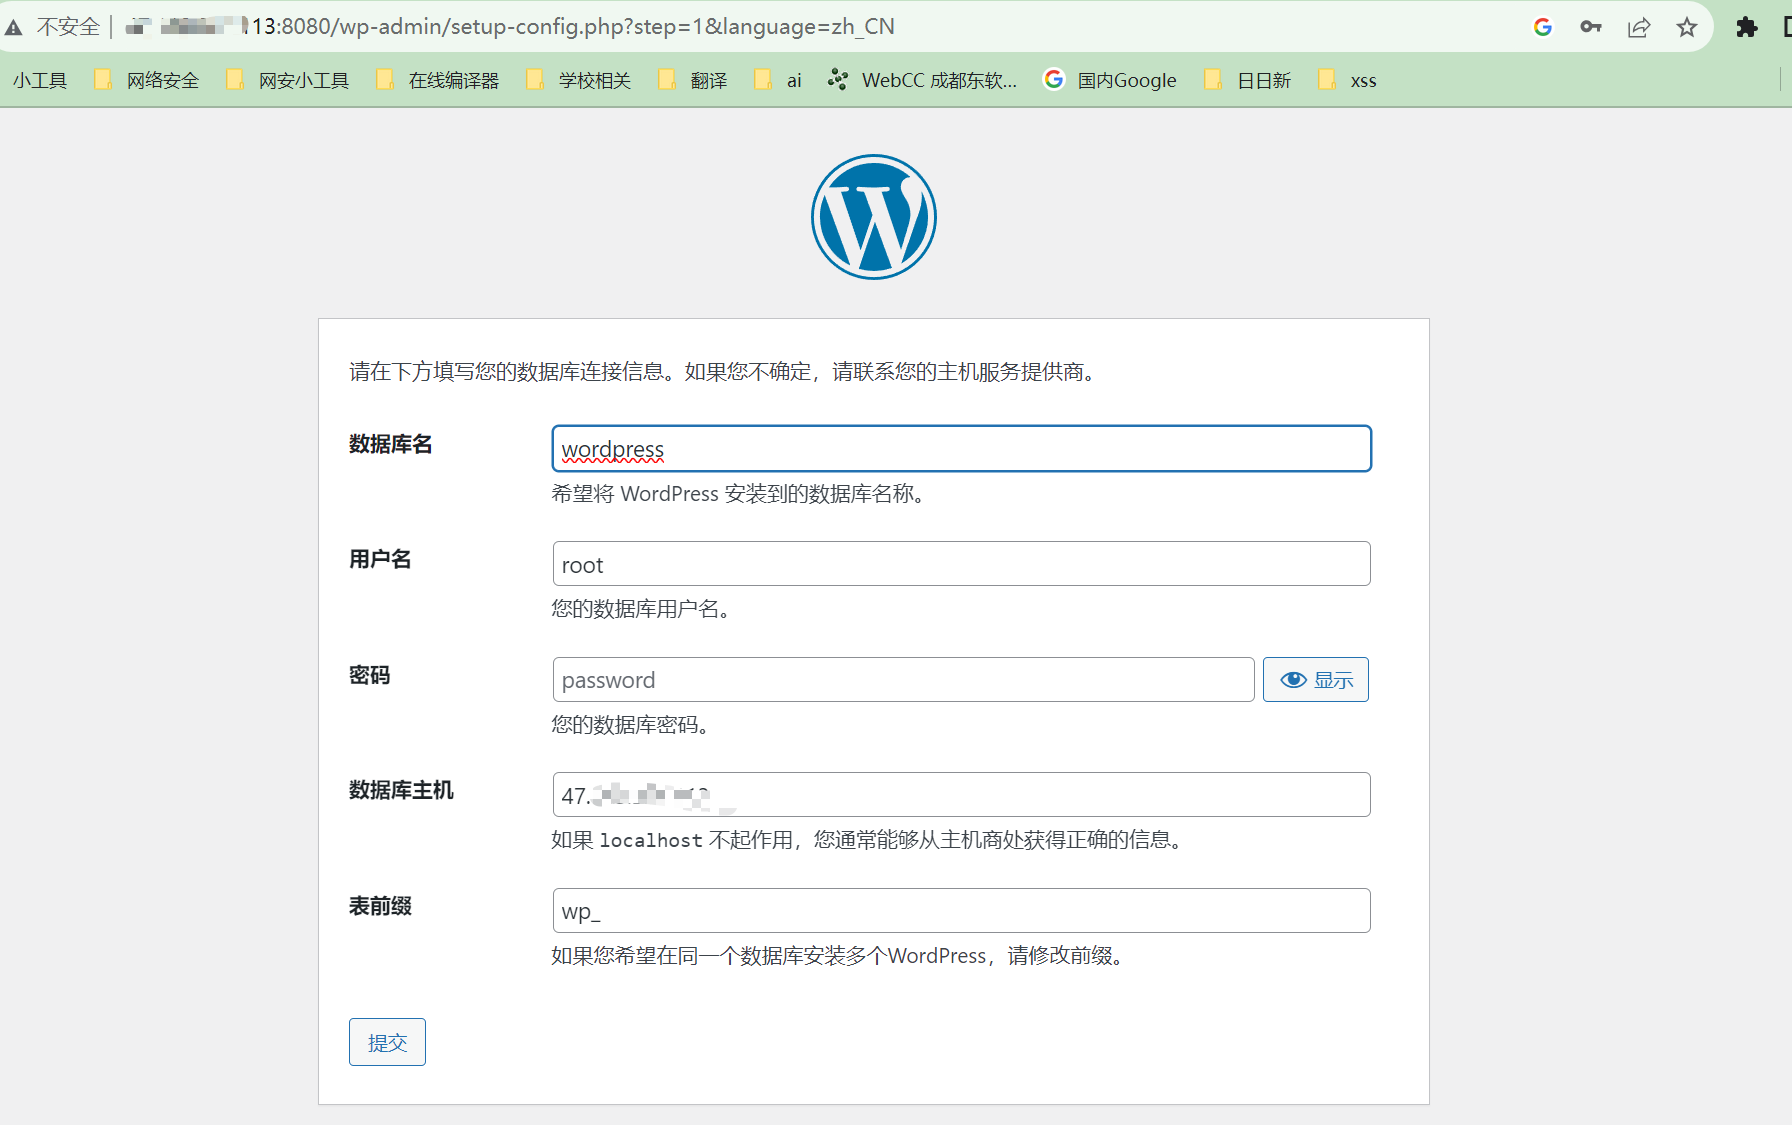 不安全
13:8080/wp-admin/setup-config.php?step=1&language=zh_CN
小工具 网络安全 网安小工具 在线编译器 学校相关 翻译 ai WebCC 成都东软... 国内Google 日日新 xss
请在下方填写您的数据库连接信息。如果您不确定，请联系您的主机服务提供商。
数据库名 wordpress
希望将 WordPress 安装到的数据库名称。
用户名 root
您的数据库用户名。
密码 password 显示
您的数据库密码。
数据库主机 47.
如果 localhost 不起作用，您通常能够从主机商处获得正确的信息。
表前缀 wp_
如果您希望在同一个数据库安装多个WordPress，请修改前缀。
提交